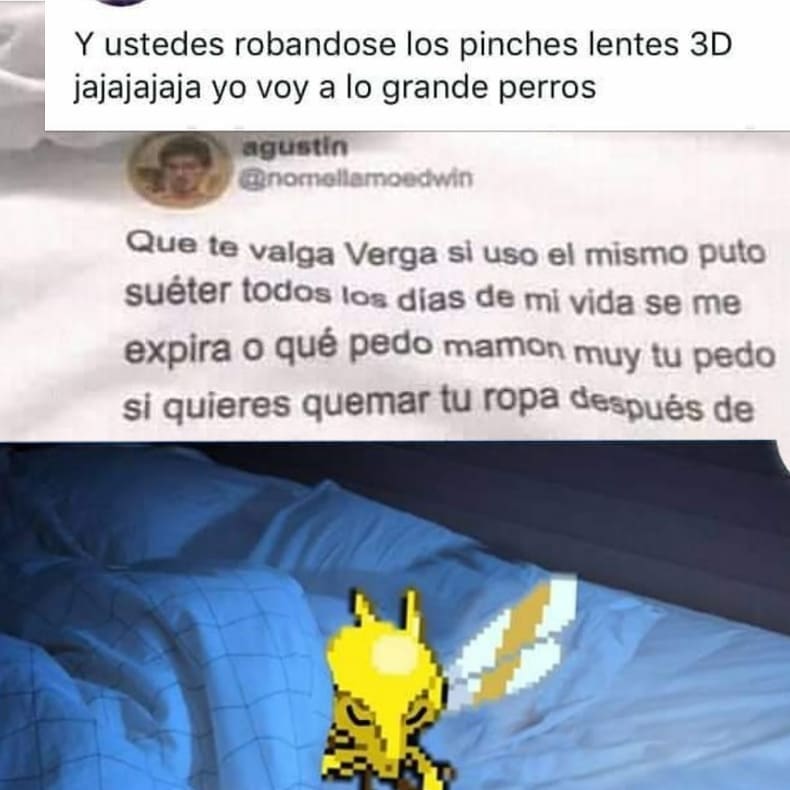 Y ustedes robandose los pinches lentes 3D
jajajajaja yo voy a lo grande perros
agustin
@nomellamoedwin
Que te valga Verga si uso el mismo puto
suéter todos los días de mi vida se me
expira o qué pedo mamon muy tu pedo
si quieres quemar tu ropa después de